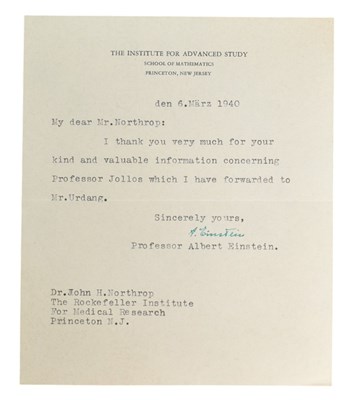 THE INSTITUTE FOR ADVANCED STUDY
SCHOOL OF MATHEMATICS
PRINCETON, NEW JERSEY
den 6.März 1940
My dear Mr.Northrop:
I thank you very much for your
kind and valuable information concerning
Professor Jollos which I have forwarded to
Mr.Urdang.
Sincerely yours,
A. Einstein
Professor Albert Einstein.
Dr.John H.Northrop
The Rockefeller Institute
For Medical Research
Princeton N.J.